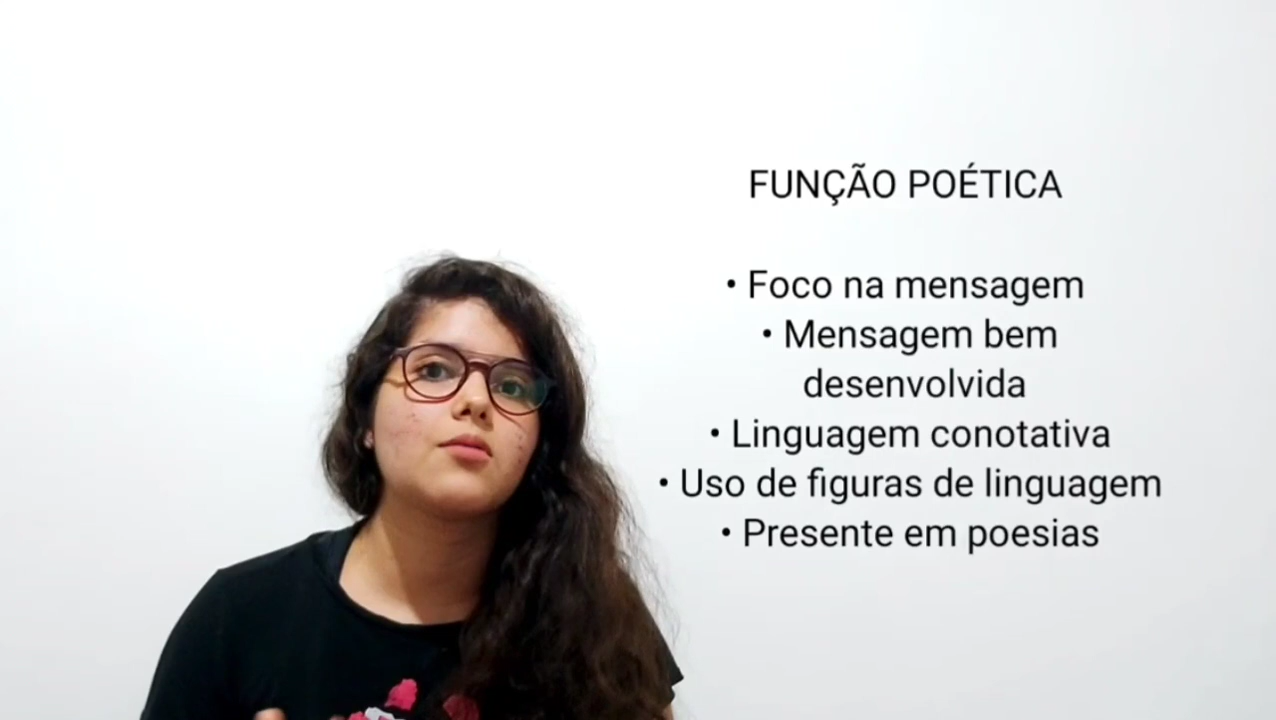 FUNÇÃO POÉTICA
• Foco na mensagem
• Mensagem bem
desenvolvida
• Linguagem conotativa
• Uso de figuras de linguagem
• Presente em poesias